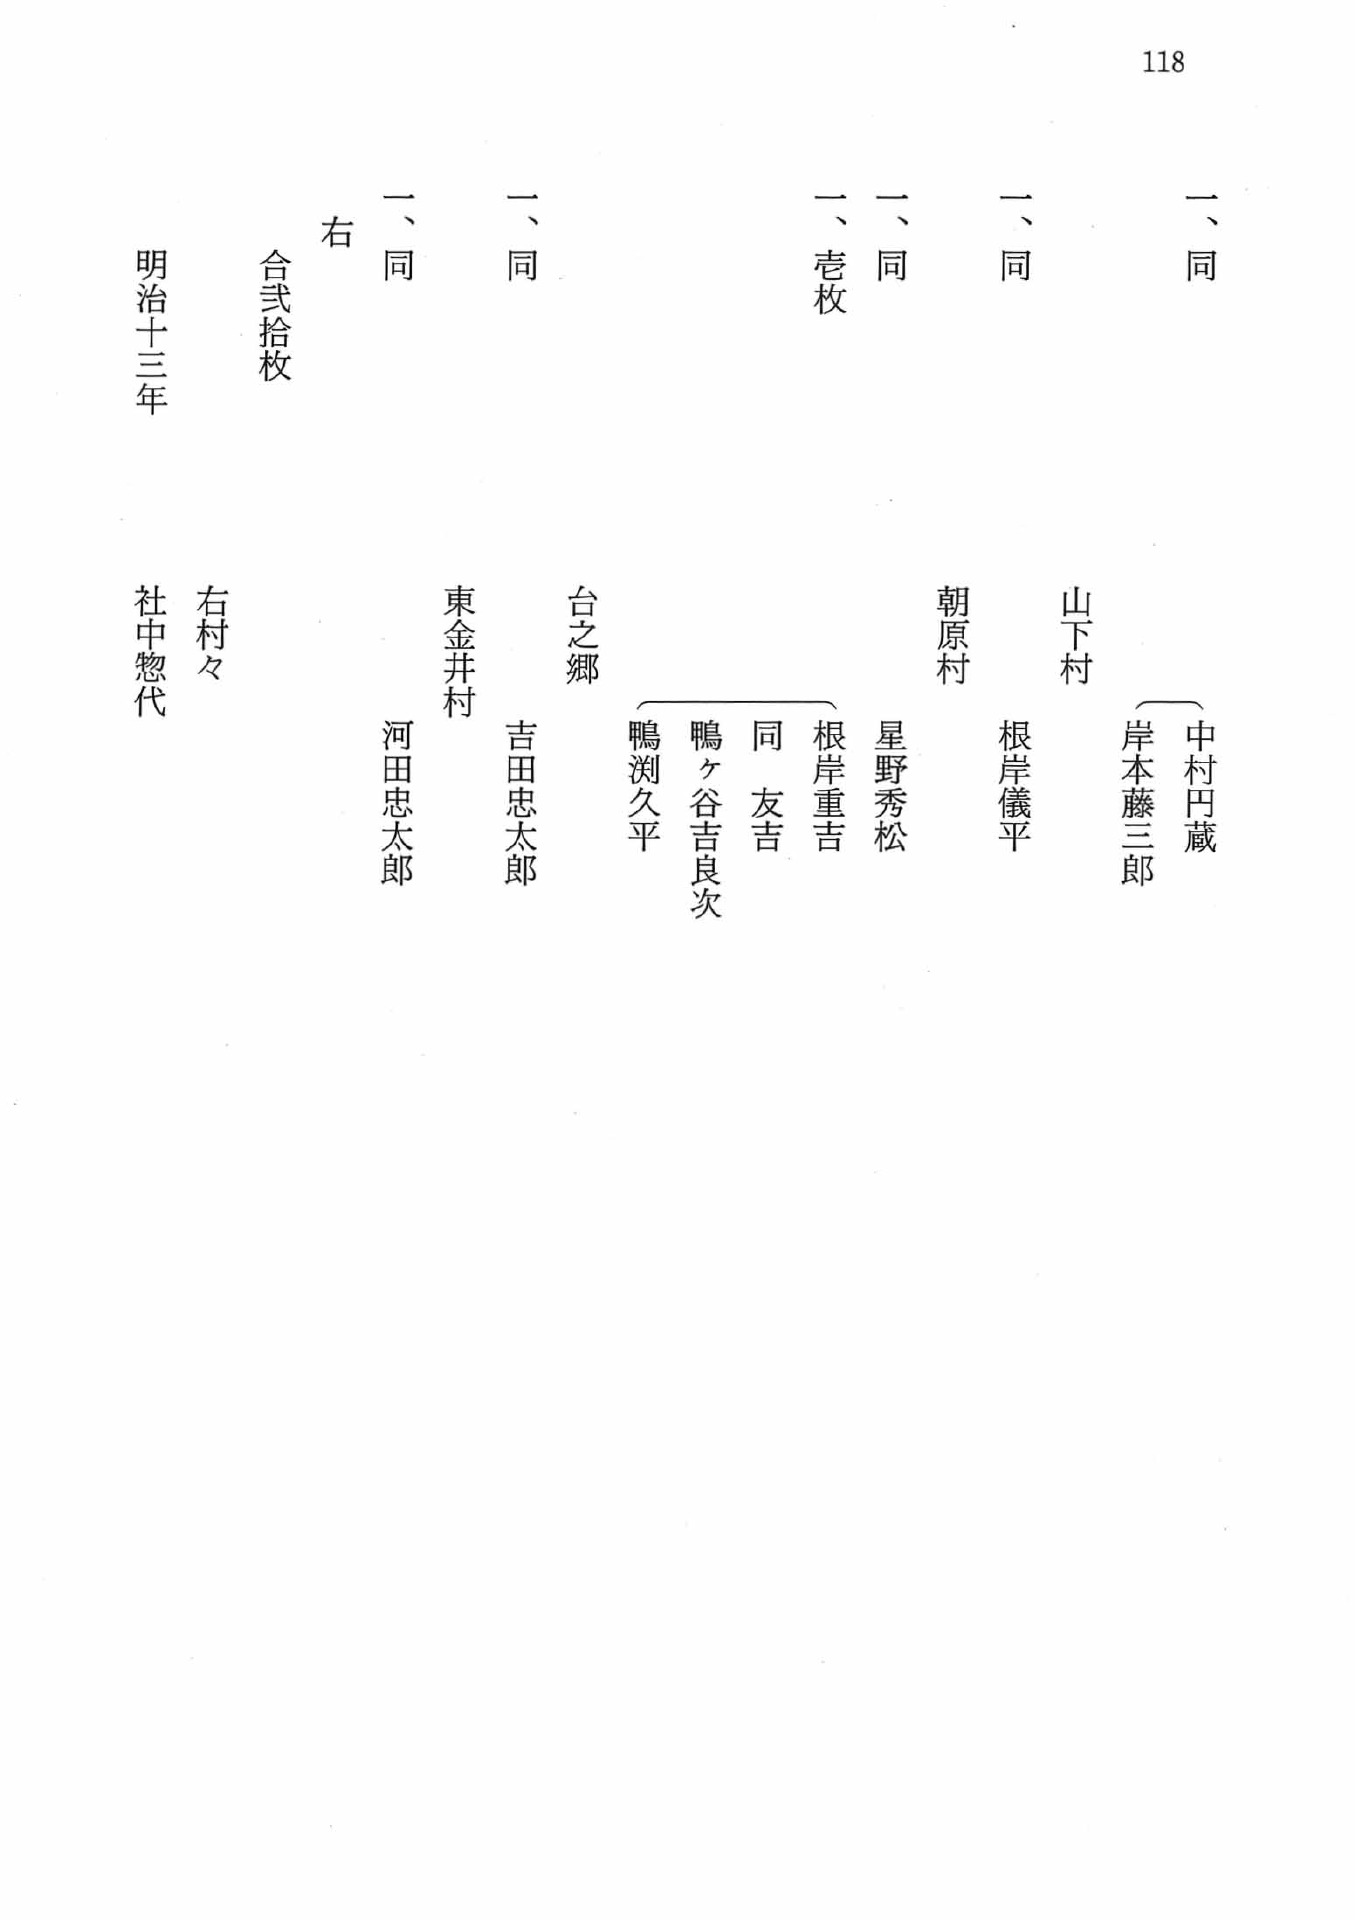 118
一、同　中村円蔵
岸本藤三郎
山下村
一、同　根岸儀平
朝原村
一、同　星野秀松
一、壱枚　根岸重吉
同　友吉
鴨ヶ谷吉良次
鴨渕久平
台之郷
一、同　吉田忠太郎
東金井村
一、同　河田忠太郎
右
合弐拾枚
右村々
明治十三年　社中惣代